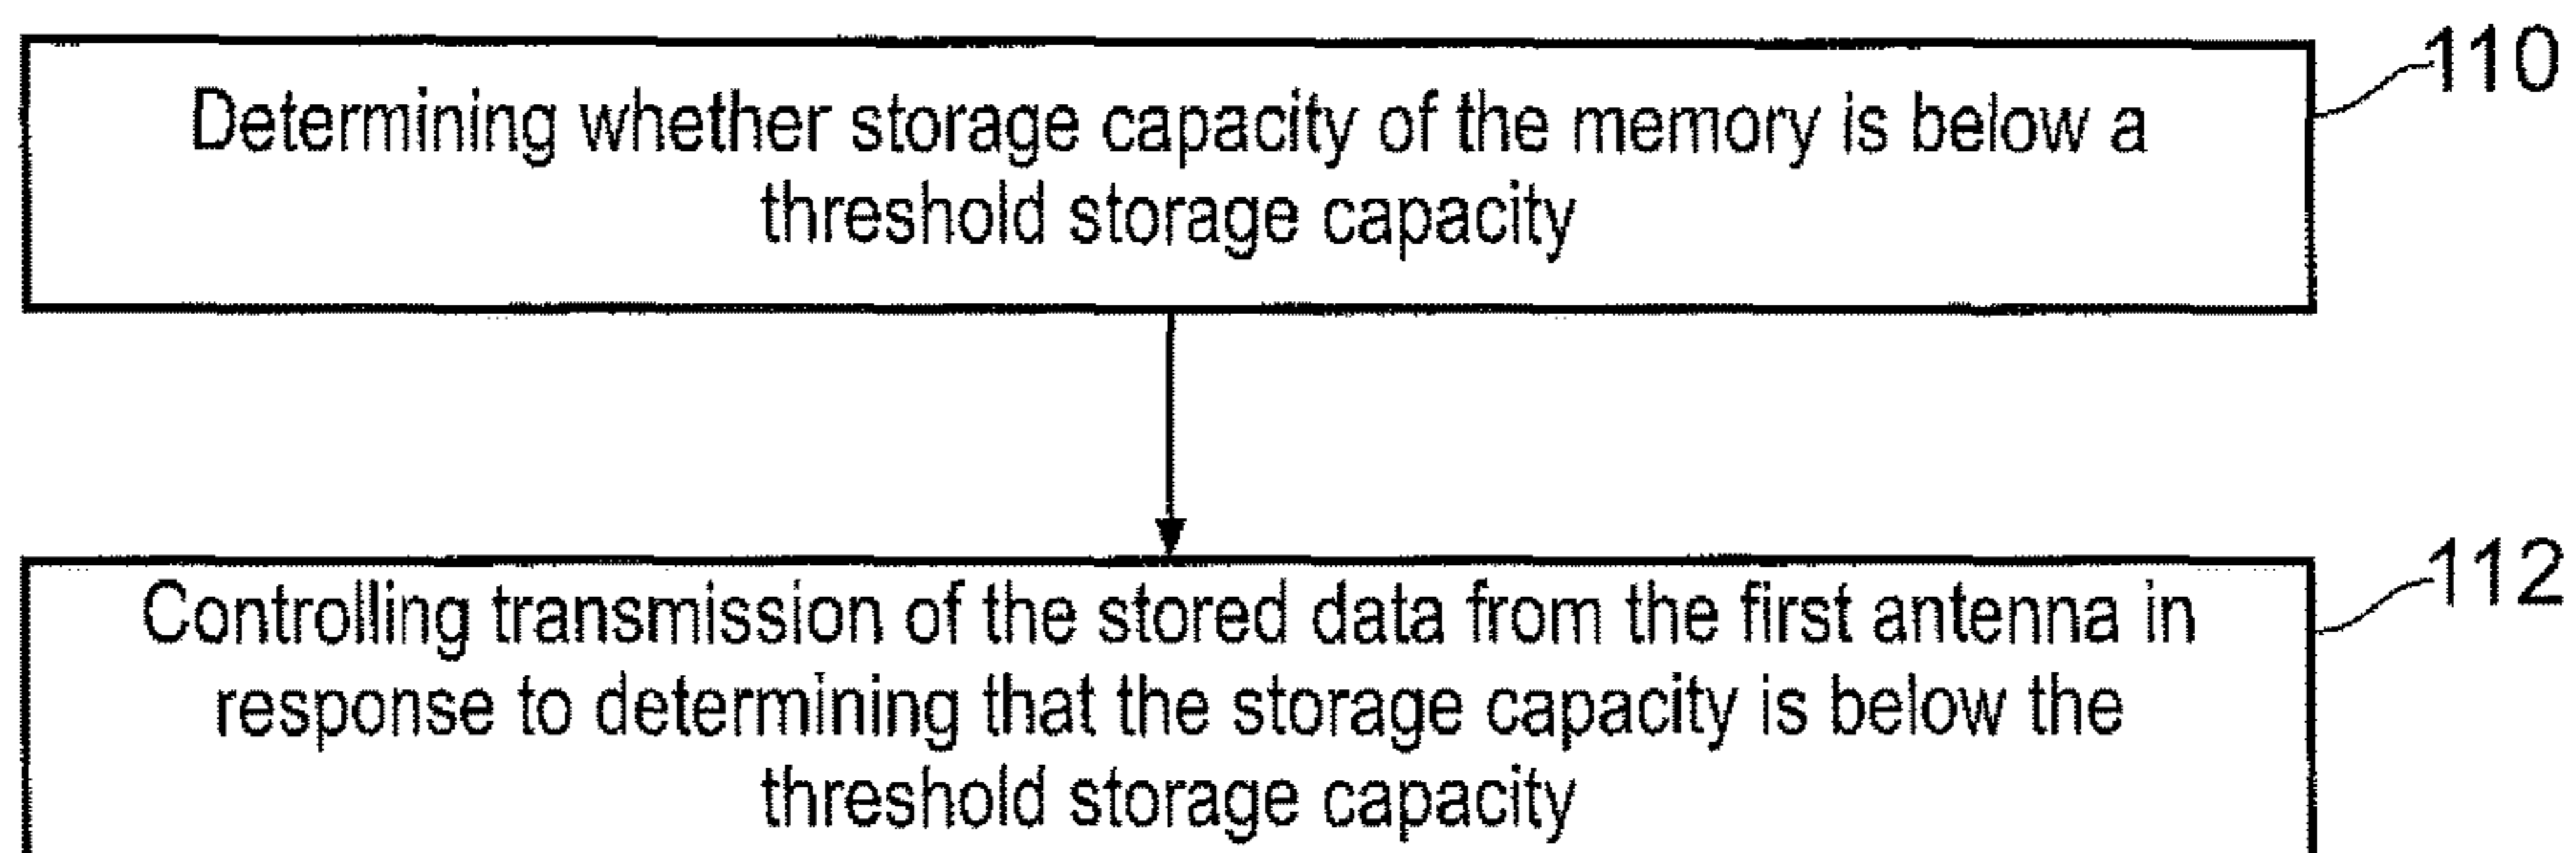 Determining whether storage capacity of the memory is below a
threshold storage capacity
110
Controlling transmission of the stored data from the first antenna in
response to determining that the storage capacity is below the
threshold storage capacity
112